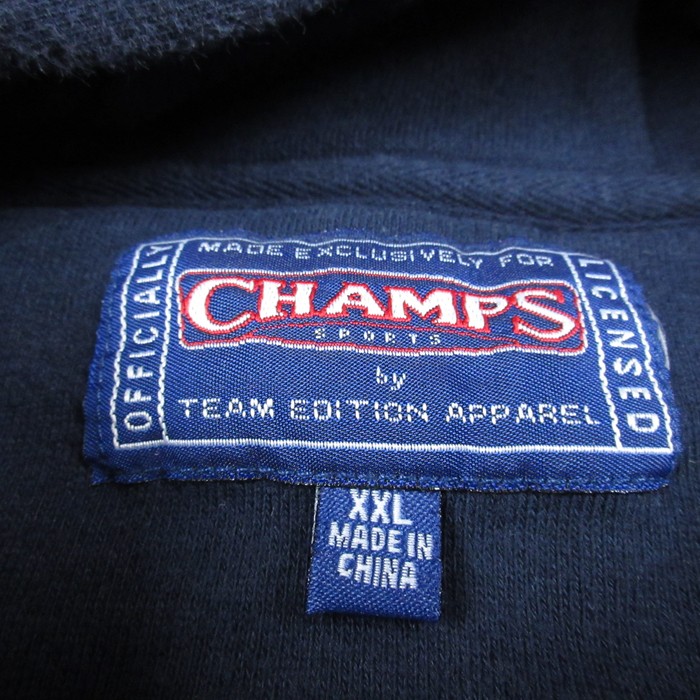 OFFICIALLY
MADE EXCLUSIVELY FOR
CHAMPS
SPORTS
by
TEAM EDITION APPAREL
LICENSED
XXL
MADE IN
CHINA